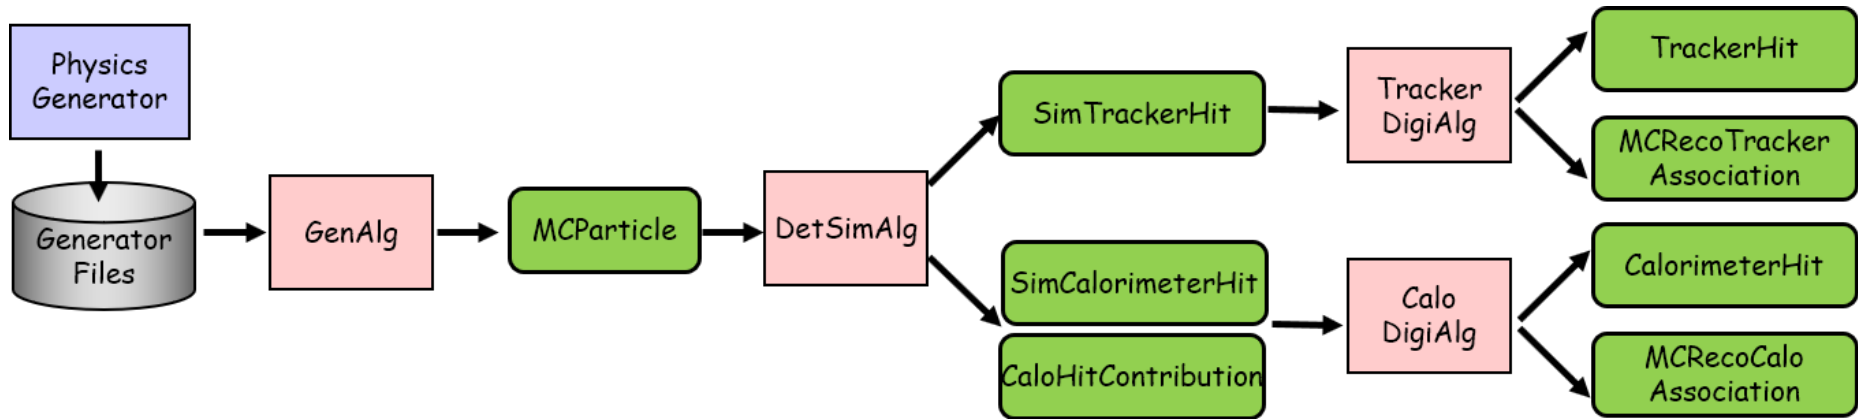 Physics
Generator
Generator
Files
GenAlg
MCParticle
DetSimAlg
SimTrackerHit
SimCalorimeterHit
CaloHitContribution
Tracker
DigiAlg
Calo
DigiAlg
TrackerHit
MCRecoTracker
Association
CalorimeterHit
MCRecoCalo
Association